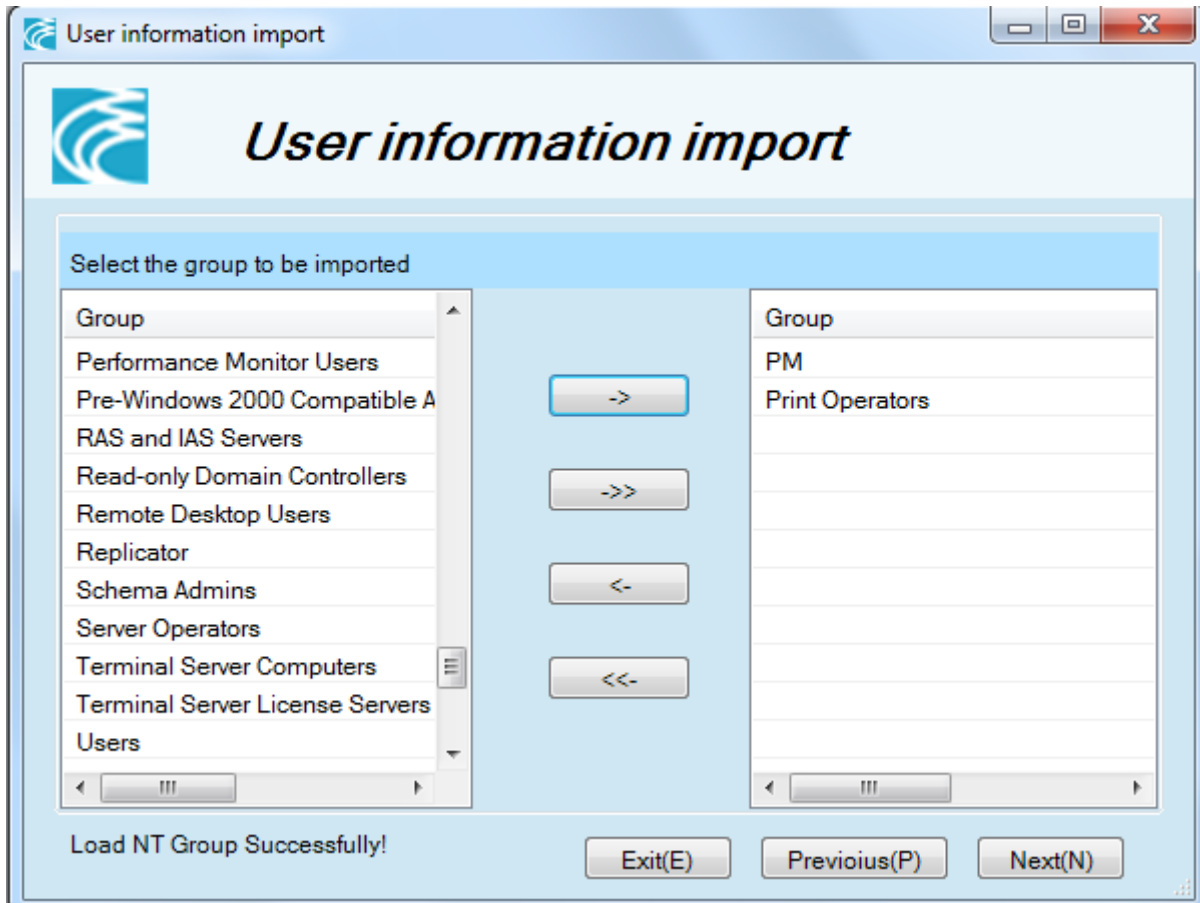 User information import
User information import
Select the group to be imported
Group
Performance Monitor Users
Pre-Windows 2000 Compatible A
RAS and IAS Servers
Read-only Domain Controllers
Remote Desktop Users
Replicator
Schema Admins
Server Operators
Terminal Server Computers
Terminal Server License Servers
Users
->
->>
<-
<<-
Group
PM
Print Operators
Load NT Group Successfully!
Exit(E)
Previoius(P)
Next(N)